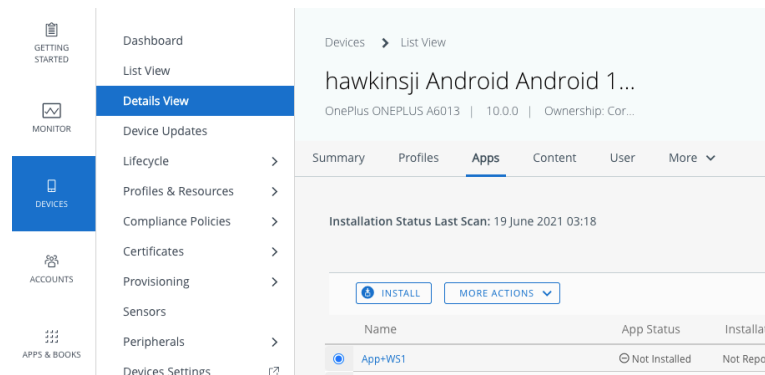 GETTING
STARTED
MONITOR
DEVICES
ACCOUNTS
APPS & BOOKS
Dashboard
List View
Details View
Device Updates
Lifecycle
Profiles & Resources
Compliance Policies
Certificates
Provisioning
Sensors
Peripherals
Devices Settings
Devices > List View
hawkinsji Android Android 1...
OnePlus ONEPLUS A6013 | 10.0.0 | Ownership: Cor...
Summary Profiles Apps Content User More
Installation Status Last Scan: 19 June 2021 03:18
INSTALL MORE ACTIONS
Name App Status Installa
App+WS1 Not Installed Not Repo